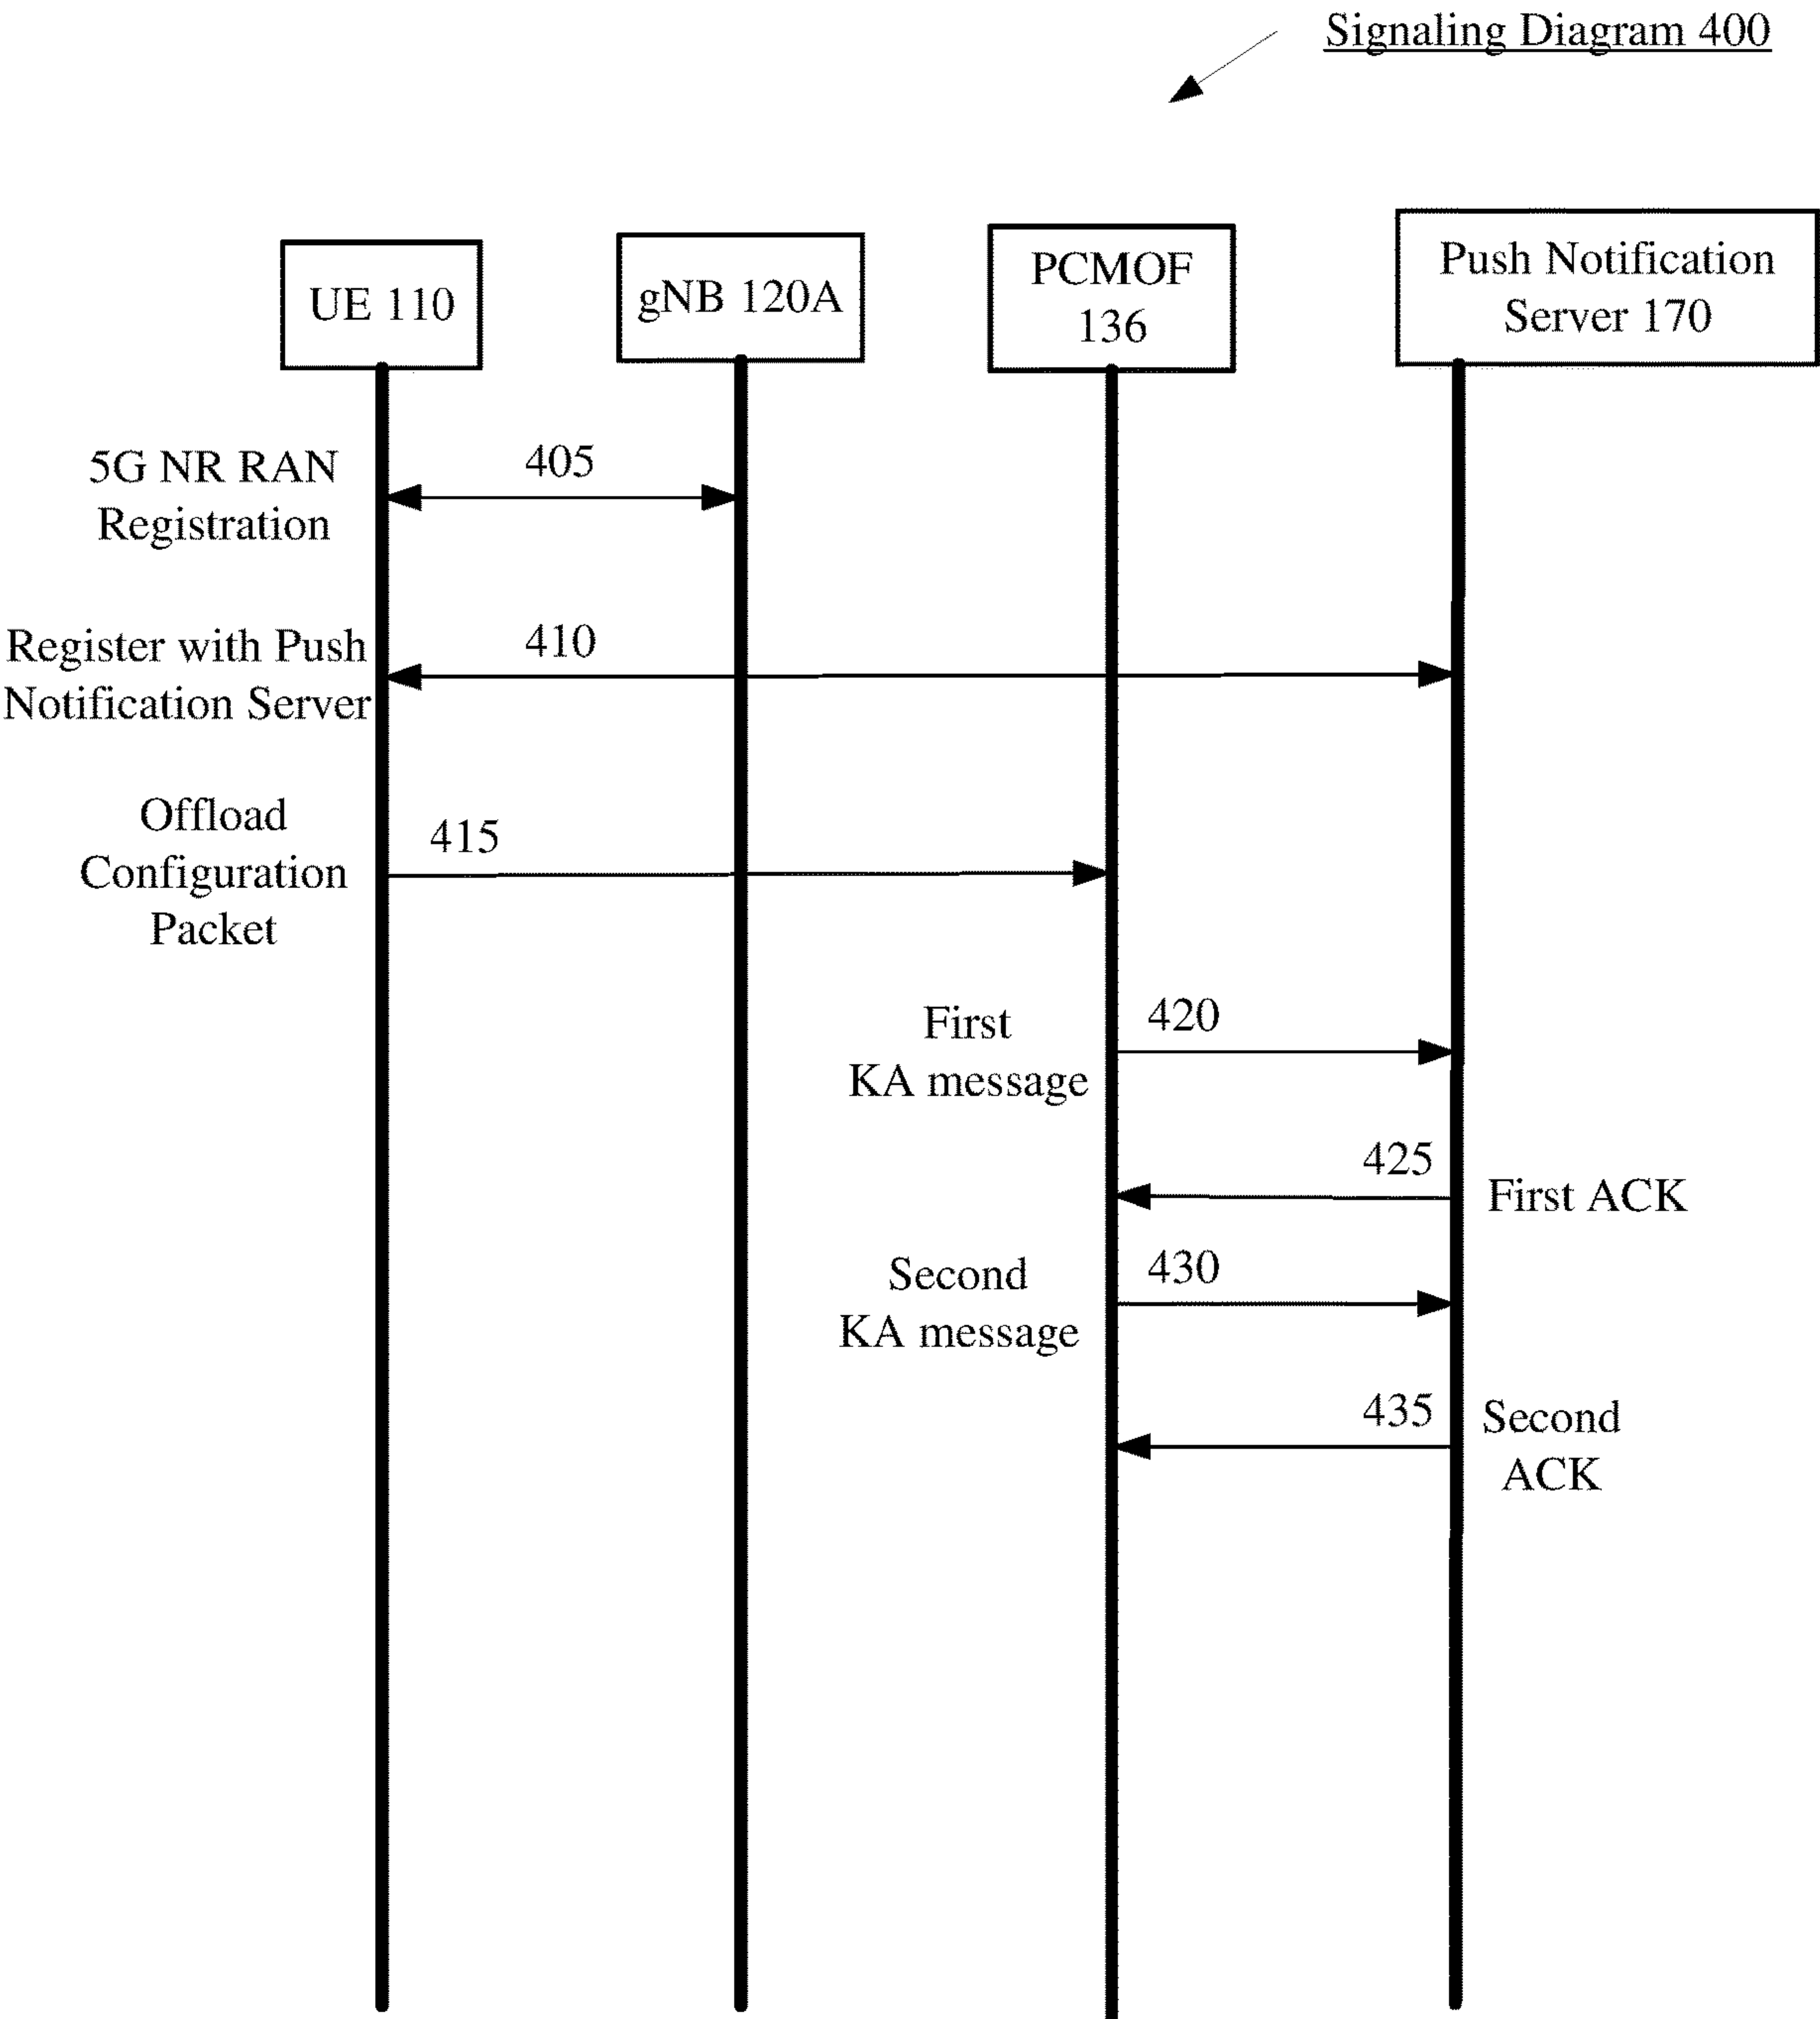 Signaling Diagram 400
UE 110
gNB 120A
PCMOF
136
Push Notification
Server 170
5G NR RAN
Registration
405
Register with Push
Notification Server
410
Offload
Configuration
Packet
415
First
KA message
420
425
First ACK
Second
KA message
430
435
Second
ACK